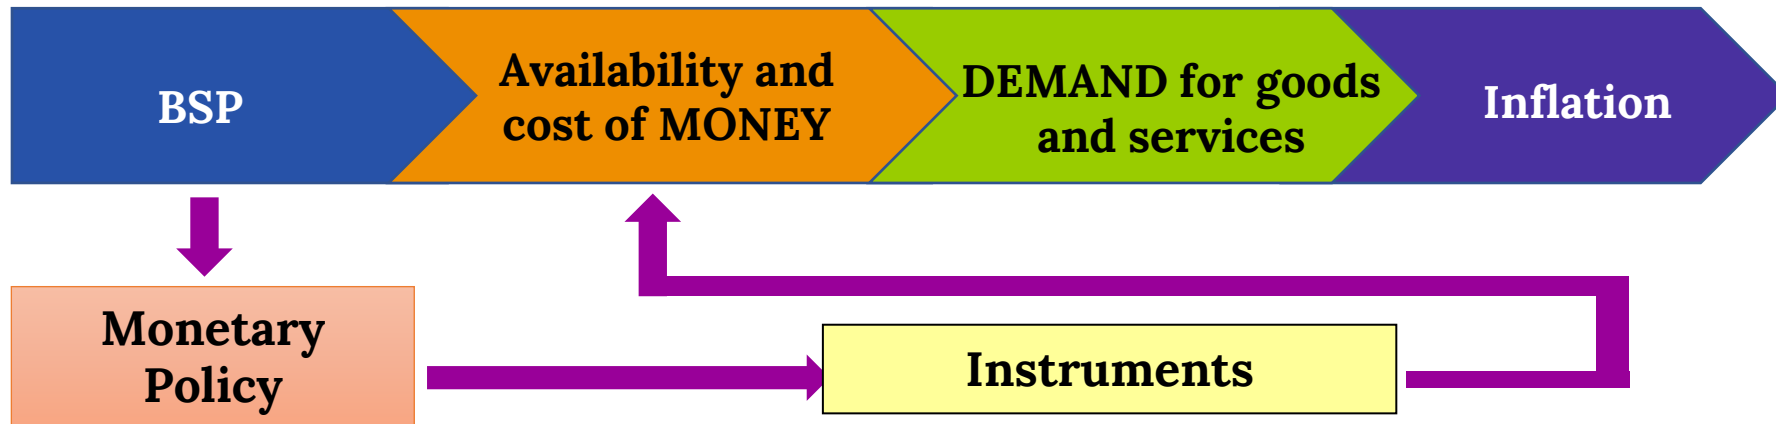 BSP
Availability and
cost of MONEY
DEMAND for goods
and services
Inflation
Monetary
Policy
Instruments